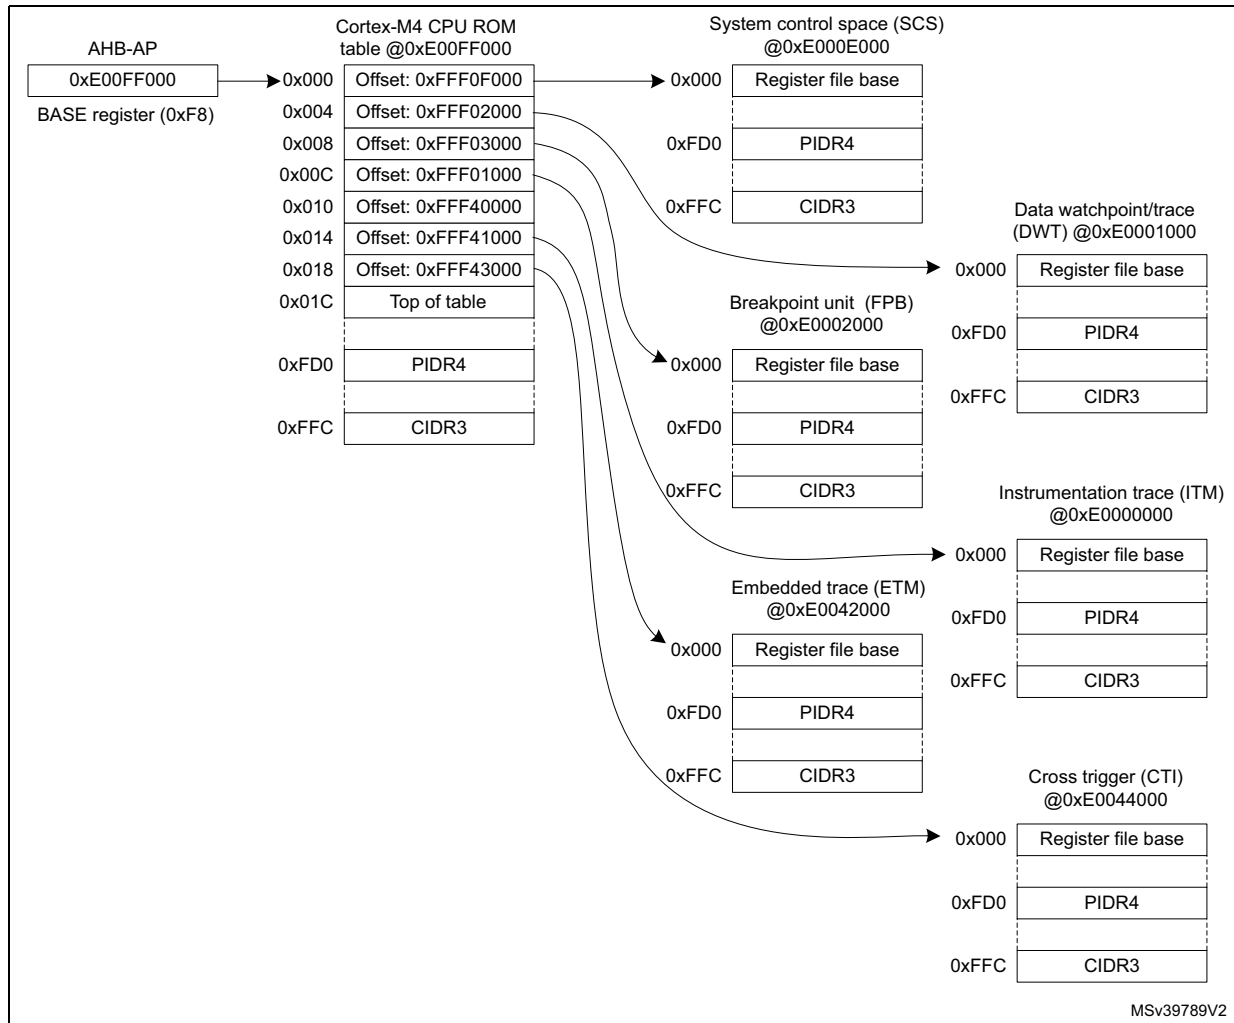 AHB-AP
0xE00FF000
BASE register (0xF8)
Cortex-M4 CPU ROM
table @0xE00FF000
0x000 Offset: 0xFFF0F000
0x004 Offset: 0xFFF02000
0x008 Offset: 0xFFF03000
0x00C Offset: 0xFFF01000
0x010 Offset: 0xFFF40000
0x014 Offset: 0xFFF41000
0x018 Offset: 0xFFF43000
0x01C Top of table
0xFD0 PIDR4
0xFFC CIDR3
System control space (SCS)
@0xE000E000
0x000 Register file base
0xFD0 PIDR4
0xFFC CIDR3
Data watchpoint/trace
(DWT) @0xE0001000
0x000 Register file base
0xFD0 PIDR4
0xFFC CIDR3
Breakpoint unit (FPB)
@0xE0002000
0x000 Register file base
0xFD0 PIDR4
0xFFC CIDR3
Instrumentation trace (ITM)
@0xE0000000
0x000 Register file base
0xFD0 PIDR4
0xFFC CIDR3
Embedded trace (ETM)
@0xE0042000
0x000 Register file base
0xFD0 PIDR4
0xFFC CIDR3
Cross trigger (CTI)
@0xE0044000
0x000 Register file base
0xFD0 PIDR4
0xFFC CIDR3
MSv39789V2